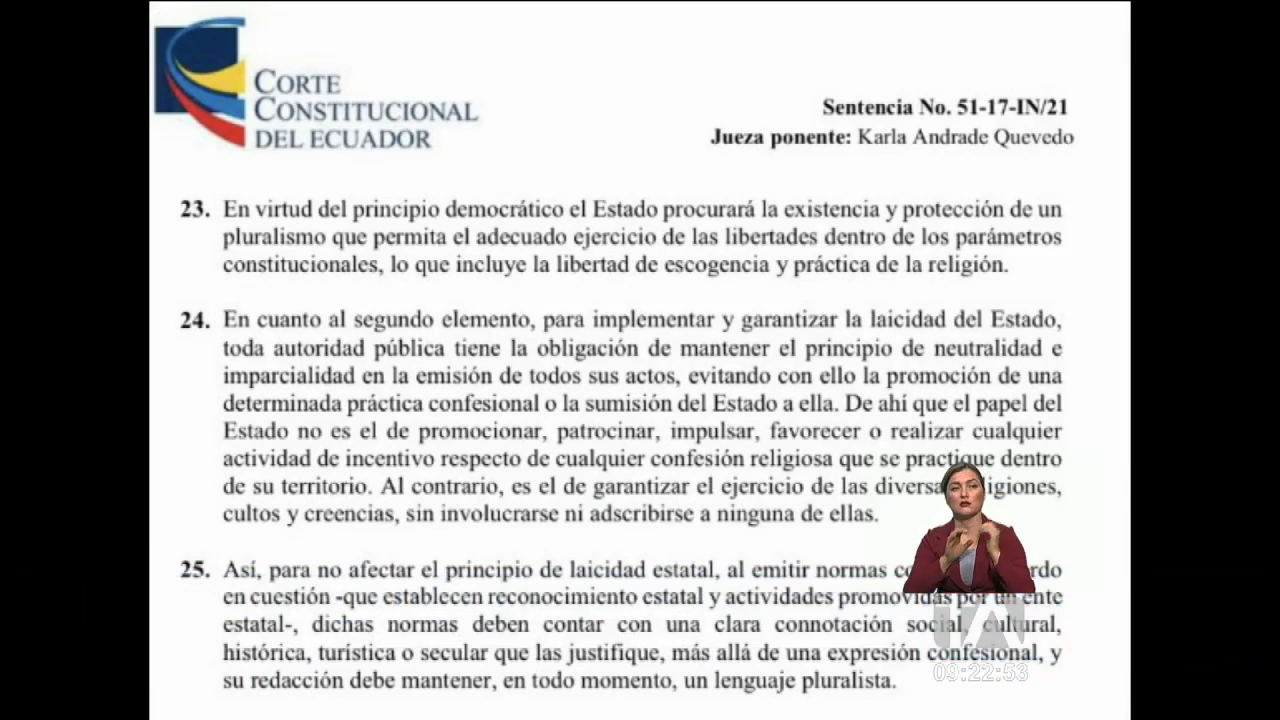 CORTE
CONSTITUCIONAL
DEL ECUADOR
Sentencia No. 51-17-IN/21
Jueza ponente: Karla Andrade Quevedo
23. En virtud del principio democrático el Estado procurará la existencia y protección de un
pluralismo que permita el adecuado ejercicio de las libertades dentro de los parámetros
constitucionales, lo que incluye la libertad de escogencia y práctica de la religión.
24. En cuanto al segundo elemento, para implementar y garantizar la laicidad del Estado,
toda autoridad pública tiene la obligación de mantener el principio de neutralidad e
imparcialidad en la emisión de todos sus actos, evitando con ello la promoción de una
determinada práctica confesional o la sumisión del Estado a ella. De ahí que el papel del
Estado no es el de promocionar, patrocinar, impulsar, favorecer o realizar cualquier
actividad de incentivo respecto de cualquier confesión religiosa que se practique dentro
de su territorio. Al contrario, es el de garantizar el ejercicio de las
cultos y creencias, sin involucrarse ni adscribirse a ninguna de ellas.
25. Así, para no afectar el principio de laicidad estatal, al emitir normas
en cuestión -que establecen reconocimiento estatal y actividades promovidas por un ente
estatal-, dichas normas deben contar con una clara connotación social, cultural,
histórica, turística o secular que las justifique, más allá de una expresión confesional, y
su redacción debe mantener, en todo momento, un lenguaje pluralista.
09:22:53